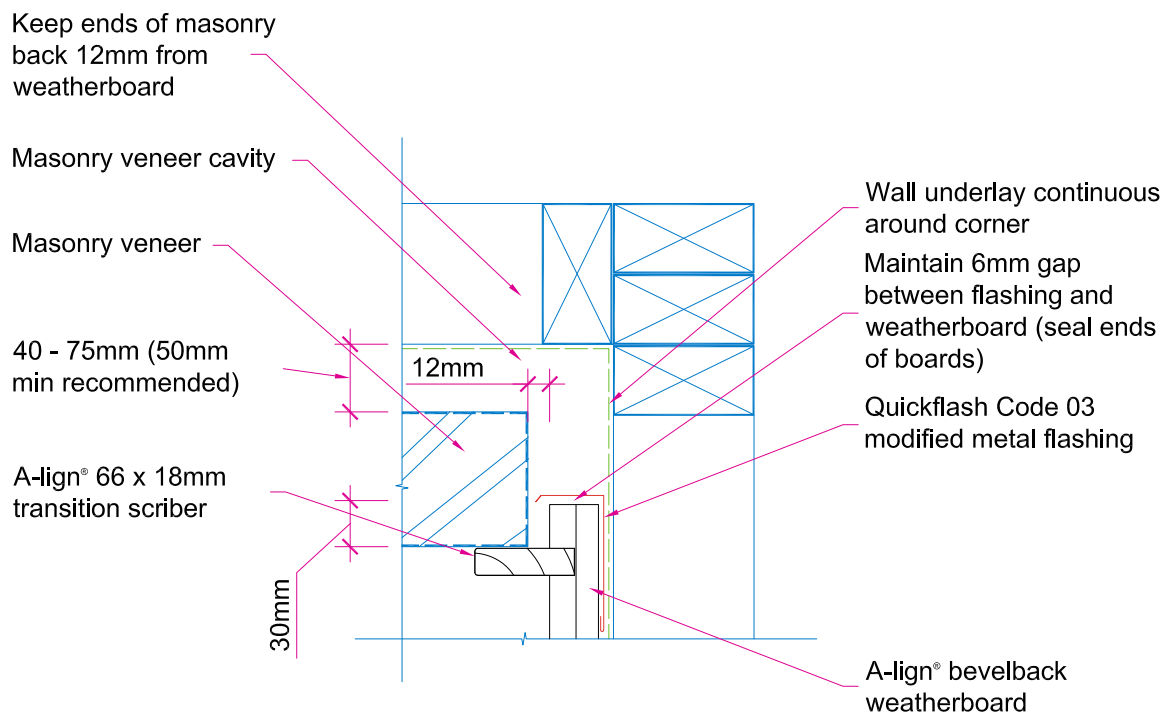 Keep ends of masonry
back 12mm from
weatherboard
Masonry veneer cavity
Masonry veneer
40 - 75mm (50mm
min recommended)
12mm
A-lign® 66 x 18mm
transition scriber
30mm
Wall underlay continuous
around corner
Maintain 6mm gap
between flashing and
weatherboard (seal ends
of boards)
Quickflash Code 03
modified metal flashing
A-lign® bevelback
weatherboard